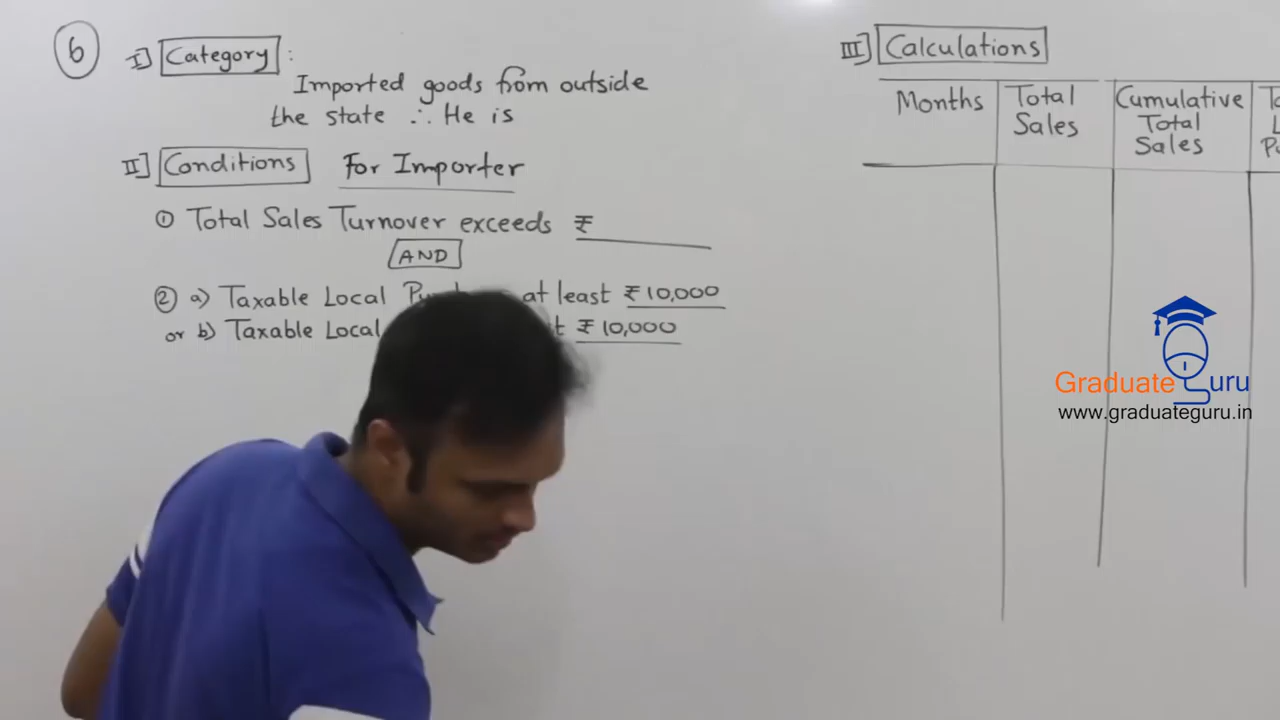 6
I] Category :
Imported goods from outside
the state ∴ He is
II] Conditions For Importer
① Total Sales Turnover exceeds ₹
AND
② a) Taxable Local at least ₹10,000
or b) Taxable Local ₹10,000
III] Calculations
Months
Total
Sales
Cumulative
Total
Sales
GraduateGuru
www.graduateguru.in